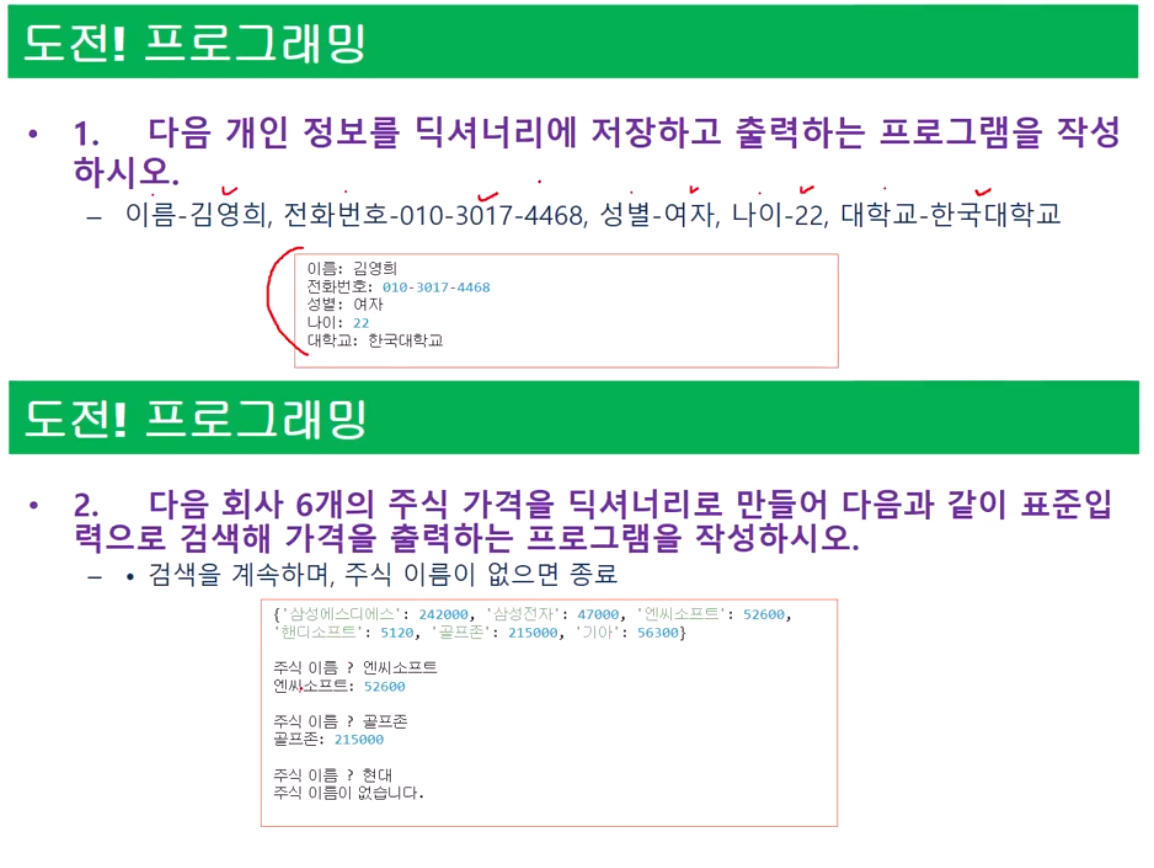 도전! 프로그래밍
• 1. 다음 개인 정보를 딕셔너리에 저장하고 출력하는 프로그램을 작성
하시오.
– 이름-김영희, 전화번호-010-3017-4468, 성별-여자, 나이-22, 대학교-한국대학교
이름: 김영희
전화번호: 010-3017-4468
성별: 여자
나이: 22
대학교: 한국대학교
도전! 프로그래밍
• 2. 다음 회사 6개의 주식 가격을 딕셔너리로 만들어 다음과 같이 표준입
력으로 검색해 가격을 출력하는 프로그램을 작성하시오.
– • 검색을 계속하며, 주식 이름이 없으면 종료
{'삼성에스디에스': 242000, '삼성전자': 47000, '엔씨소프트': 52600,
'핸디소프트': 5120, '골프존': 215000, '기아': 56300}
주식 이름 ? 엔씨소프트
엔씨소프트: 52600
주식 이름 ? 골프존
골프존: 215000
주식 이름 ? 현대
주식 이름이 없습니다.